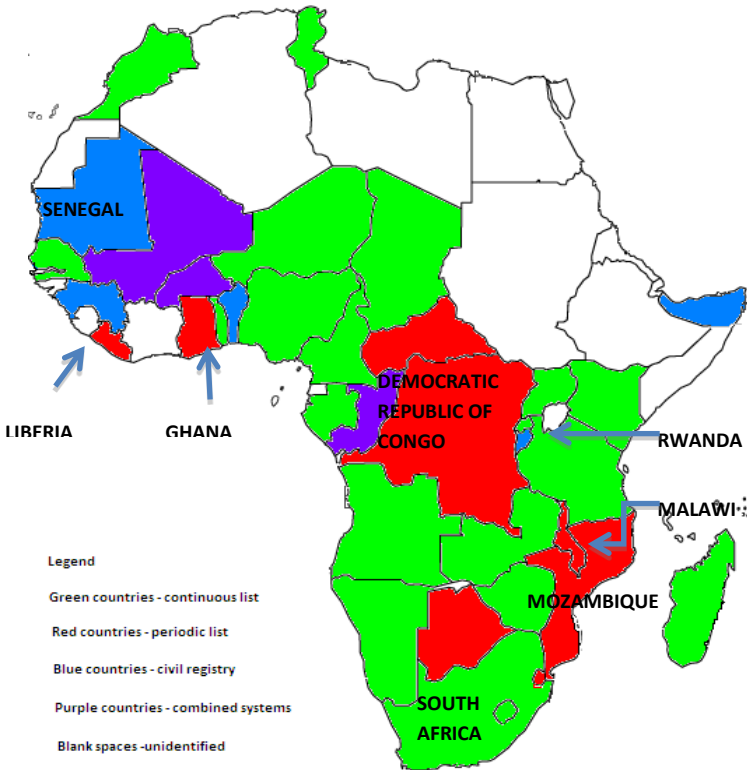 SENEGAL
DEMOCRATIC
REPUBLIC OF
CONGO
LIBERIA
GHANA
RWANDA
MALAWI
MOZAMBIQUE
SOUTH
AFRICA
Legend
Green countries - continuous list
Red countries - periodic list
Blue countries - civil registry
Purple countries - combined systems
Blank spaces -unidentified